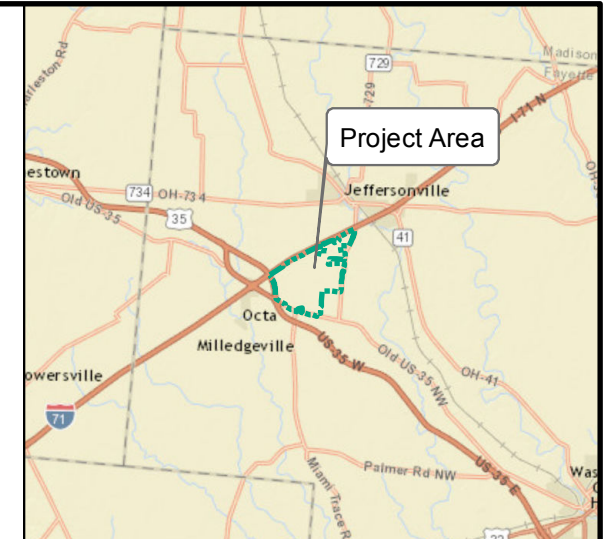 Madison
Fayette
arleston Rd
729
-729
I-71 N
Project Area
estown
734
OH-734
Jeffersonville
Old US-35
35
41
Octa
Milledgeville
US-35 W
Old US-35 NW
OH-41
owersville
71
Palmer Rd NW
US-35 E
Miami Trace R
Was
C
H
22